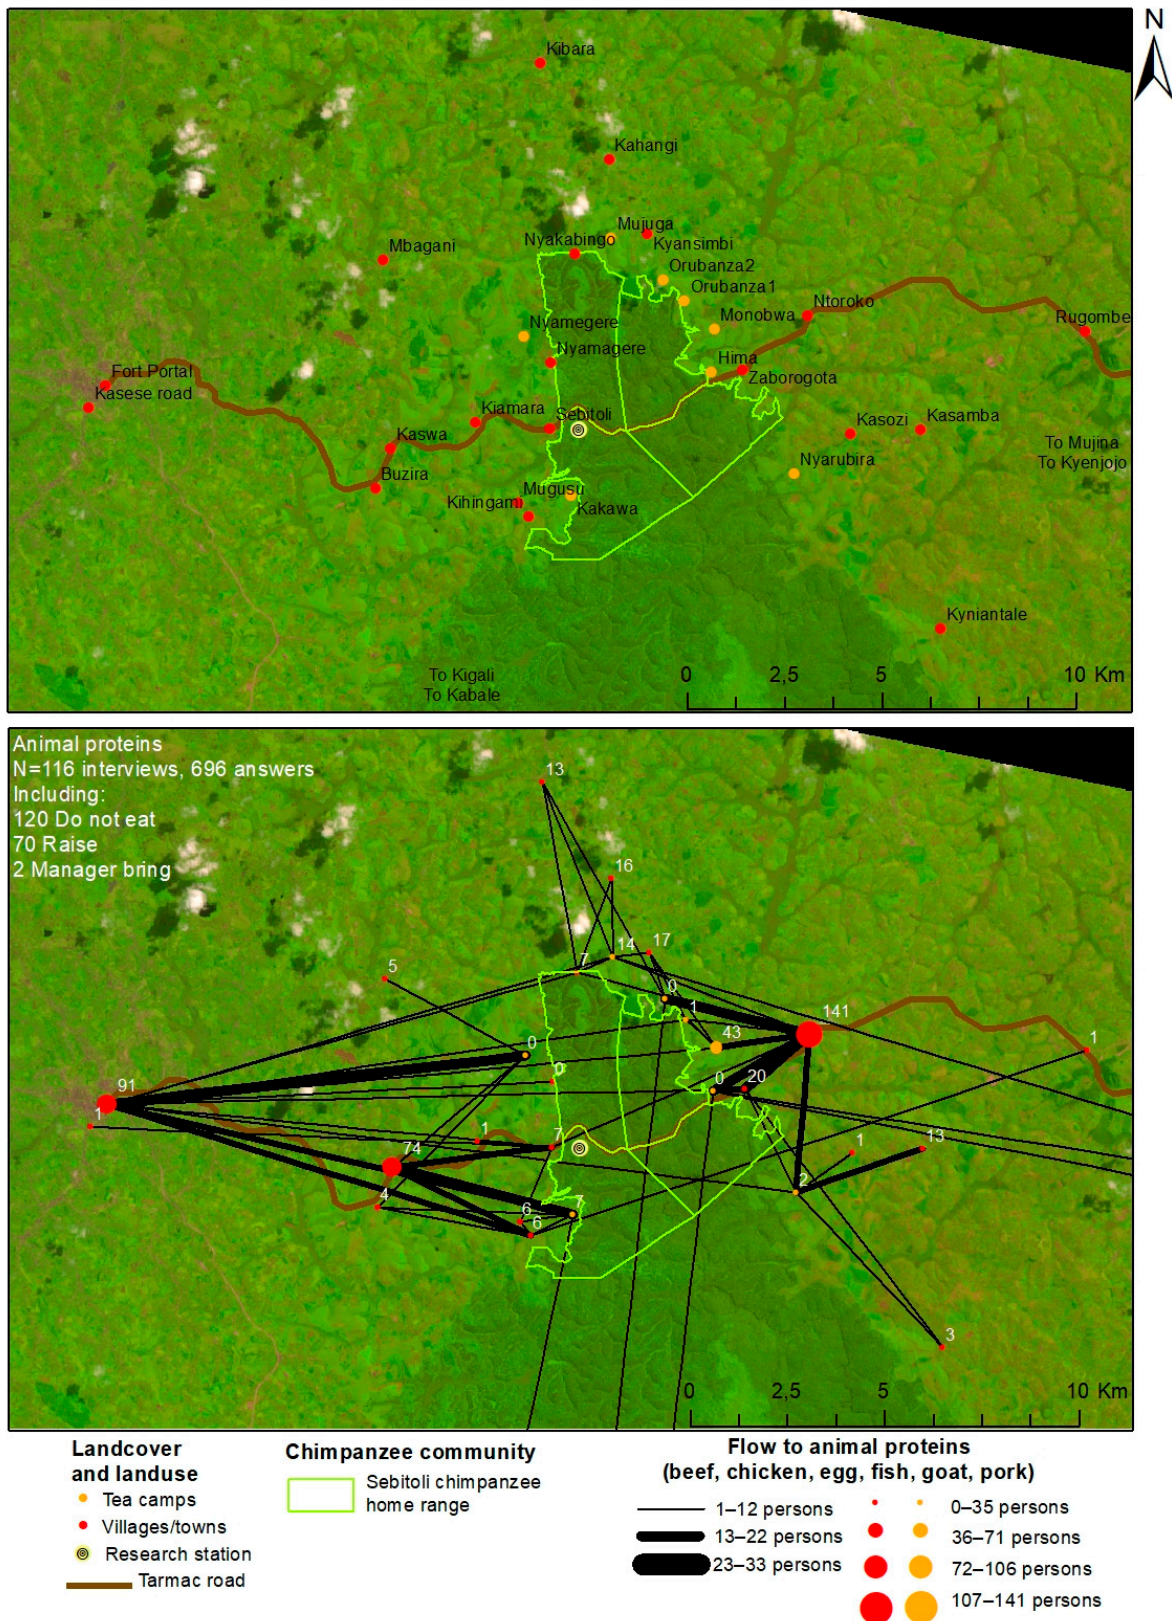 N
Kibara
Kahangi
Mujuga
Nyakabingo
Kyansimbi
Mbagani
Orubanza2
Orubanza1
Ntoroko
Monobwa
Rugombe
Nyamegere
Nyamagere
Hima
Fort Portal
Zaborogota
Kasese road
Kiamara
Sebitoli
Kasozi
Kasamba
Kaswa
To Mujina
To Kyenjojo
Nyarubira
Buzira
Mugusu
Kihingami
Kakawa
Kyniantale
To Kigali
To Kabale
0 2,5 5 10 Km
Animal proteins
N=116 interviews, 696 answers
Including:
120 Do not eat
70 Raise
2 Manager bring
13
16
17
14
7
5
0
1
141
43
1
0
0
20
91
0
1
1
7
74
1
13
2
4
6
7
6
3
0 2,5 5 10 Km
Landcover
and landuse
Tea camps
Villages/towns
Research station
Tarmac road
Chimpanzee community
Sebitoli chimpanzee
home range
Flow to animal proteins
(beef, chicken, egg, fish, goat, pork)
1–12 persons
13–22 persons
23–33 persons
0–35 persons
36–71 persons
72–106 persons
107–141 persons